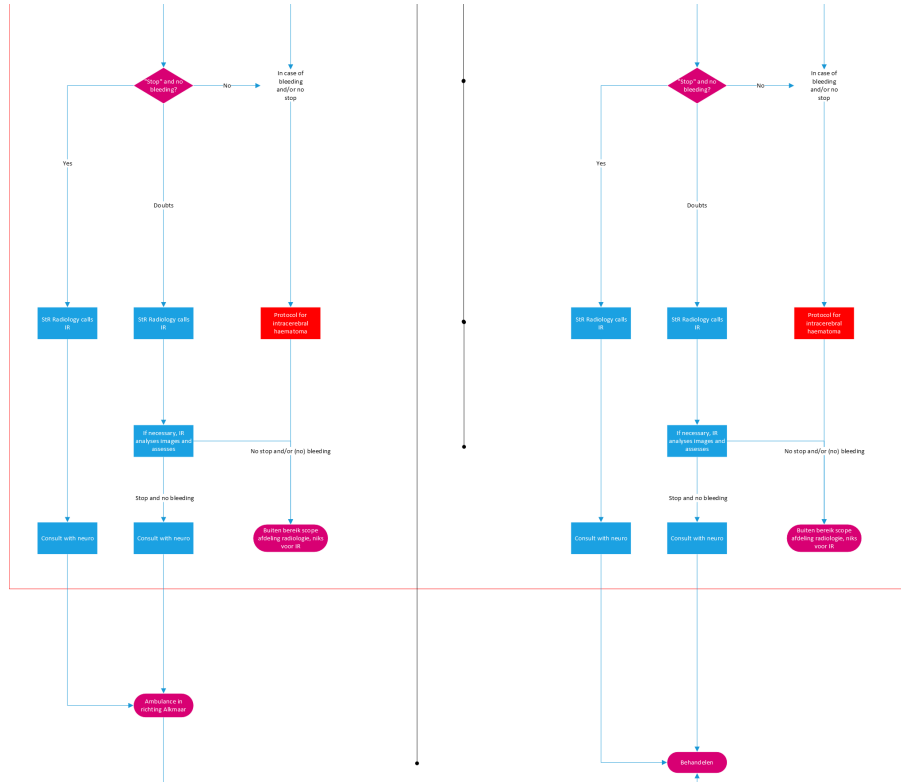 "Stop" and no
bleeding?
No
In case of
bleeding
and/or no
stop
Yes
Doubts
StR Radiology calls
IR
StR Radiology calls
IR
Protocol for
intracerebral
haematoma
If necessary, IR
analyses images and
assesses
No stop and/or (no) bleeding
Stop and no bleeding
Consult with neuro
Consult with neuro
Buiten bereik scope
afdeling radiologie, niks
voor IR
Ambulance in
richting Alkmaar
"Stop" and no
bleeding?
No
In case of
bleeding
and/or no
stop
Yes
Doubts
StR Radiology calls
IR
StR Radiology calls
IR
Protocol for
intracerebral
haematoma
If necessary, IR
analyses images and
assesses
No stop and/or (no) bleeding
Stop and no bleeding
Consult with neuro
Consult with neuro
Buiten bereik scope
afdeling radiologie, niks
voor IR
Behandelen